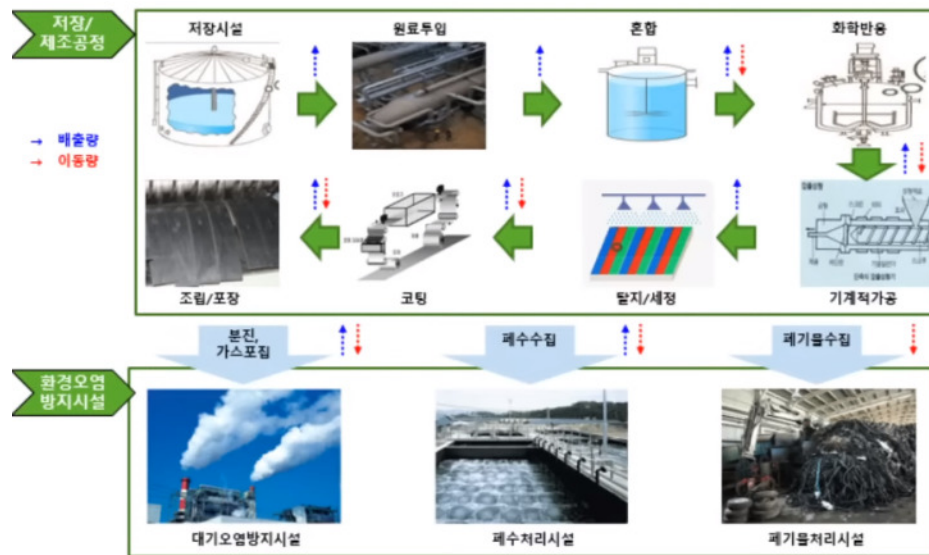 저장/
제조공정
저장시설
원료투입
혼합
화학반응
→ 배출량
→ 이동량
조립/포장
코팅
탈지/세정
기계적가공
분진,
가스포집
폐수수집
폐기물수집
환경오염
방지시설
대기오염방지시설
폐수처리시설
폐기물처리시설